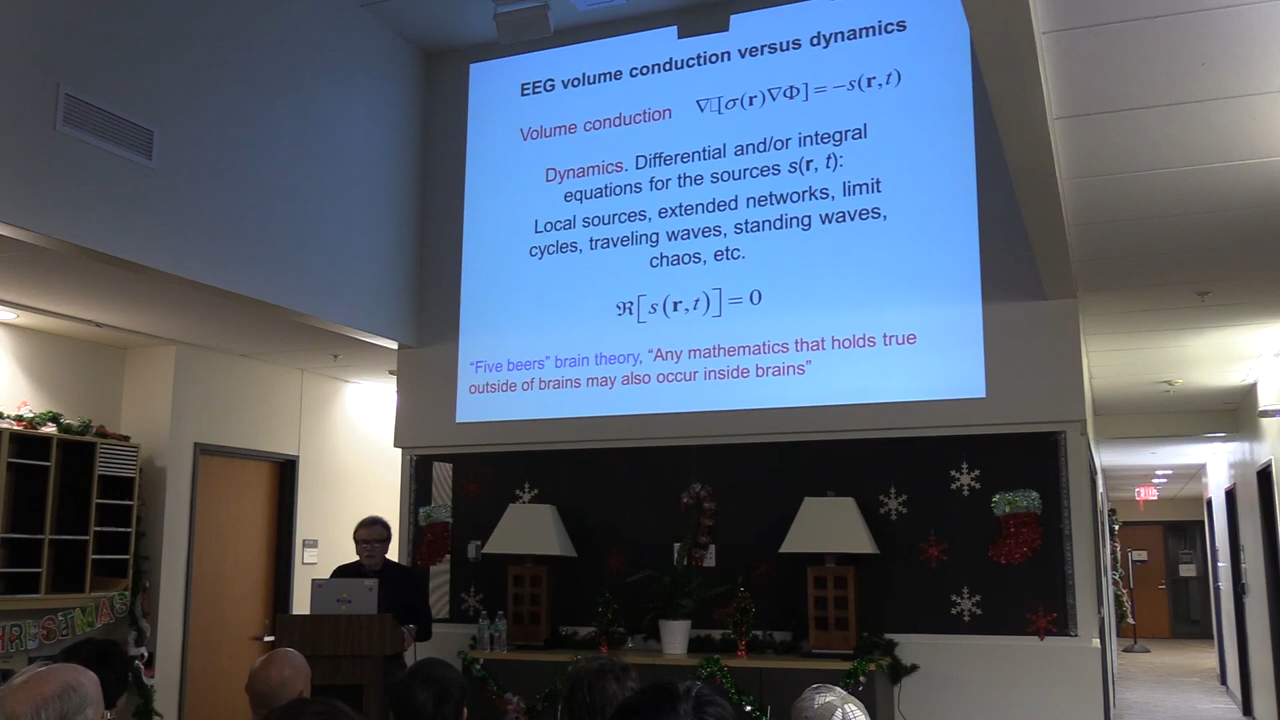 EEG volume conduction versus dynamics
Volume conduction ∇▯[σ(r)∇Φ] = −s(r,t)
Dynamics. Differential and/or integral
equations for the sources s(r, t):
Local sources, extended networks, limit
cycles, traveling waves, standing waves,
chaos, etc.
ℜ[s(r,t)] = 0
“Five beers” brain theory, “Any mathematics that holds true
outside of brains may also occur inside brains”
EXIT
HRISTMAS